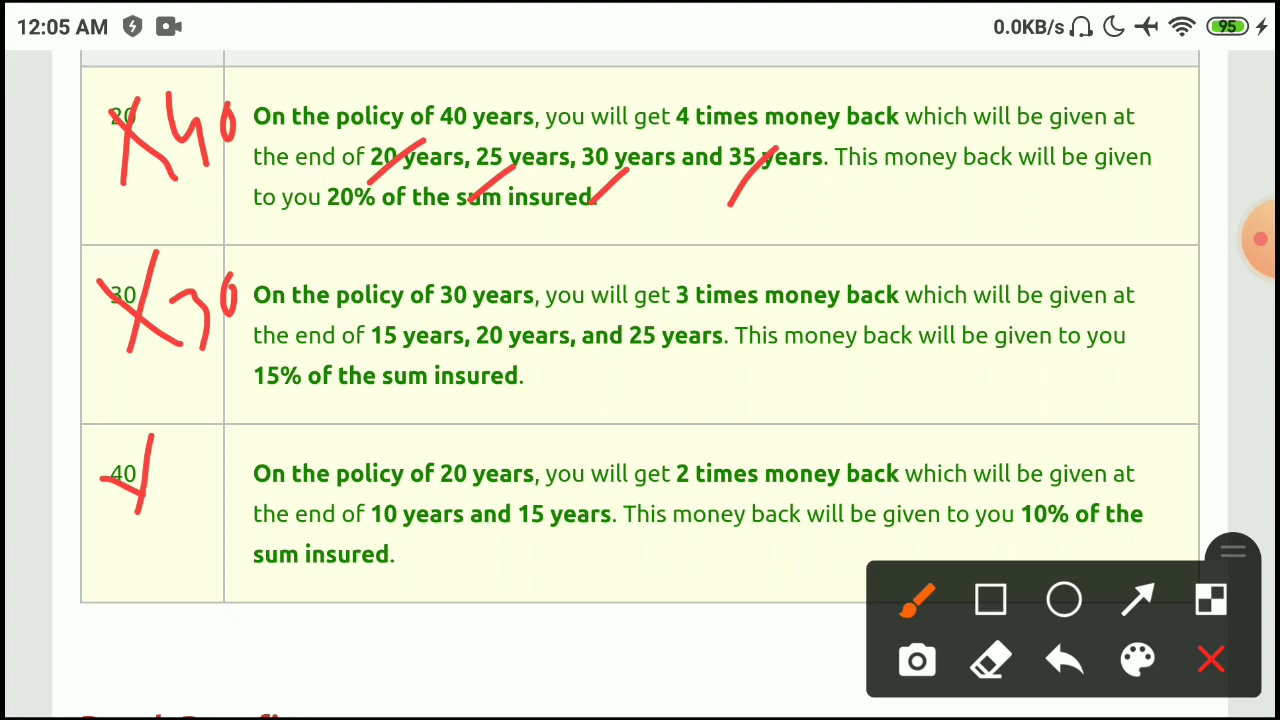 12:05 AM
0.0KB/s
95
20
40
On the policy of 40 years, you will get 4 times money back which will be given at
the end of 20 years, 25 years, 30 years and 35 years. This money back will be given
to you 20% of the sum insured.
30
30
On the policy of 30 years, you will get 3 times money back which will be given at
the end of 15 years, 20 years, and 25 years. This money back will be given to you
15% of the sum insured.
40
On the policy of 20 years, you will get 2 times money back which will be given at
the end of 10 years and 15 years. This money back will be given to you 10% of the
sum insured.